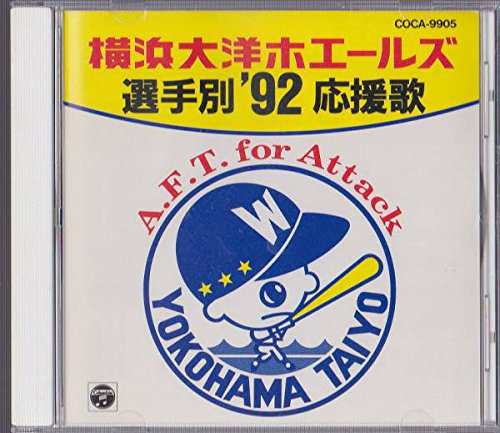 COCA-9905
横浜大洋ホエールズ
選手別'92応援歌
A.F.T. for Attack
W
YOKOHAMA TAIYO